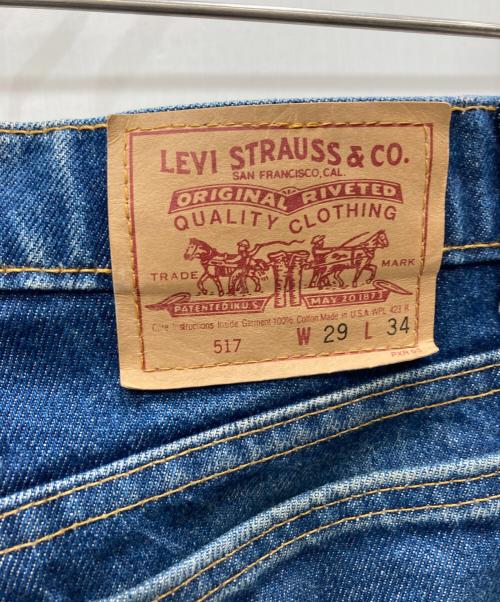 LEVI STRAUSS & CO.
SAN FRANCISCO, CAL.
ORIGINAL RIVETED
QUALITY CLOTHING
TRADE MARK
PATENTED IN U.S. MAY 20 1873
Care Instructions Inside Garment 100% Cotton Made in U.S.A. WPL 423 R
517 W 29 L 34